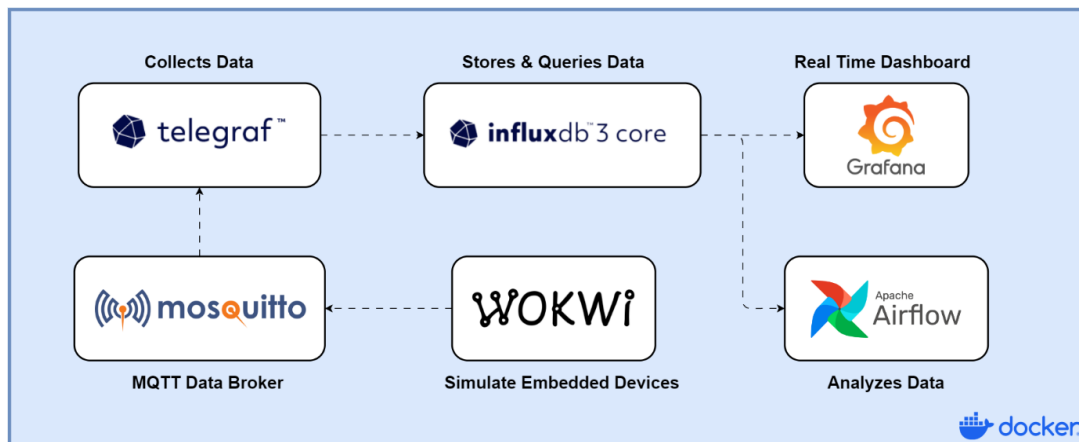 Collects Data
Stores & Queries Data
Real Time Dashboard
telegraf™
influxdb™ 3 core
Grafana
mosquitto
WOKWi
Apache
Airflow
MQTT Data Broker
Simulate Embedded Devices
Analyzes Data
docker